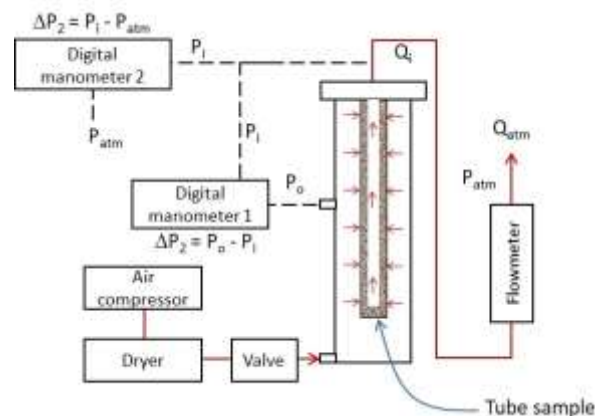 ΔP₂ = Pᵢ - Pₐₜₘ
Digital
manometer 2
Pᵢ
Qᵢ
Pₐₜₘ
Pᵢ
Qₐₜₘ
Pₐₜₘ
Digital
manometer 1
Pₒ
ΔP₂ = Pₒ - Pᵢ
Flowmeter
Air
compressor
Dryer
Valve
Tube sample